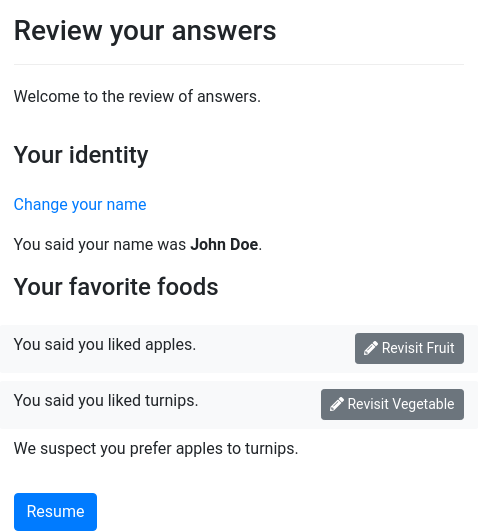 Review your answers
Welcome to the review of answers.
Your identity
Change your name
You said your name was John Doe.
Your favorite foods
You said you liked apples.
Revisit Fruit
You said you liked turnips.
Revisit Vegetable
We suspect you prefer apples to turnips.
Resume